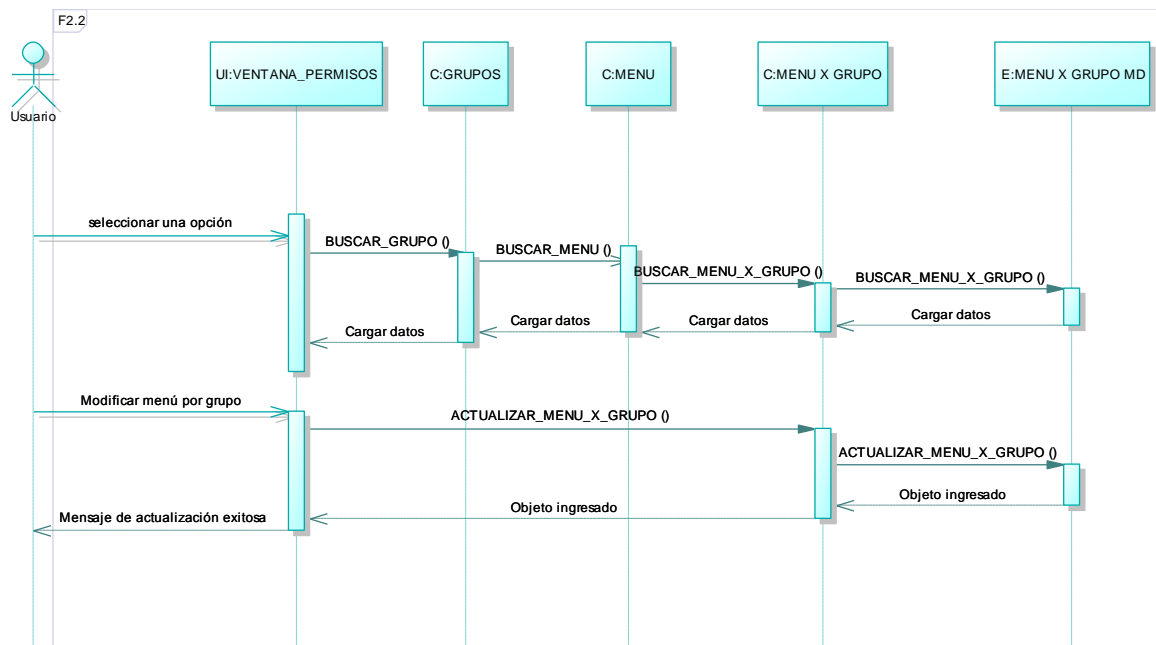 F2.2
Usuario
UI:VENTANA_PERMISOS
C:GRUPOS
C:MENU
C:MENU X GRUPO
E:MENU X GRUPO MD
seleccionar una opción
BUSCAR_GRUPO ()
BUSCAR_MENU ()
BUSCAR_MENU_X_GRUPO ()
BUSCAR_MENU_X_GRUPO ()
Cargar datos
Cargar datos
Cargar datos
Cargar datos
Modificar menú por grupo
ACTUALIZAR_MENU_X_GRUPO ()
ACTUALIZAR_MENU_X_GRUPO ()
Objeto ingresado
Objeto ingresado
Mensaje de actualización exitosa